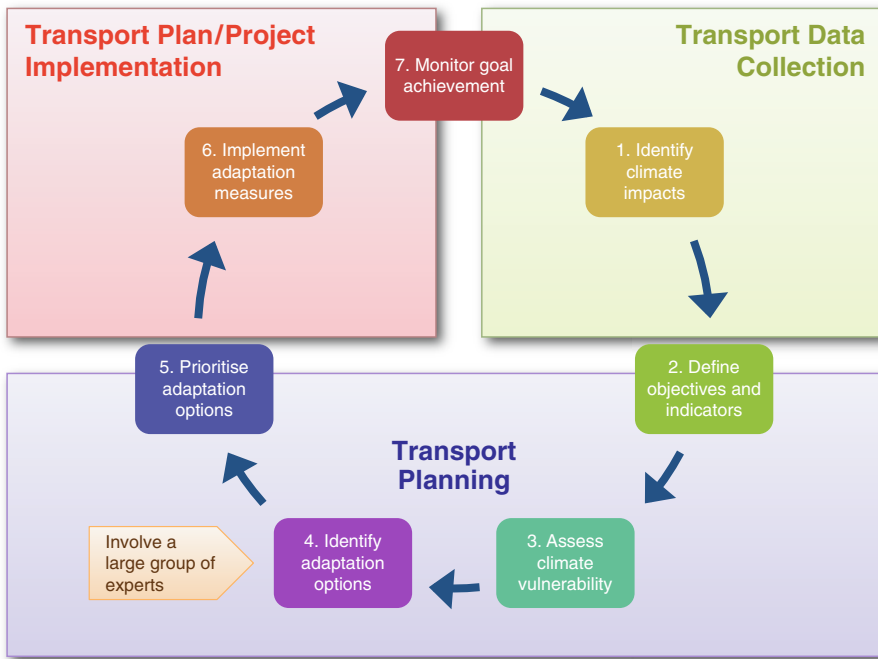 Transport Plan/Project
Implementation
Transport Data
Collection
7. Monitor goal
achievement
1. Identify
climate
impacts
6. Implement
adaptation
measures
2. Define
objectives and
indicators
5. Prioritise
adaptation
options
Transport
Planning
3. Assess
climate
vulnerability
4. Identify
adaptation
options
Involve a
large group of
experts